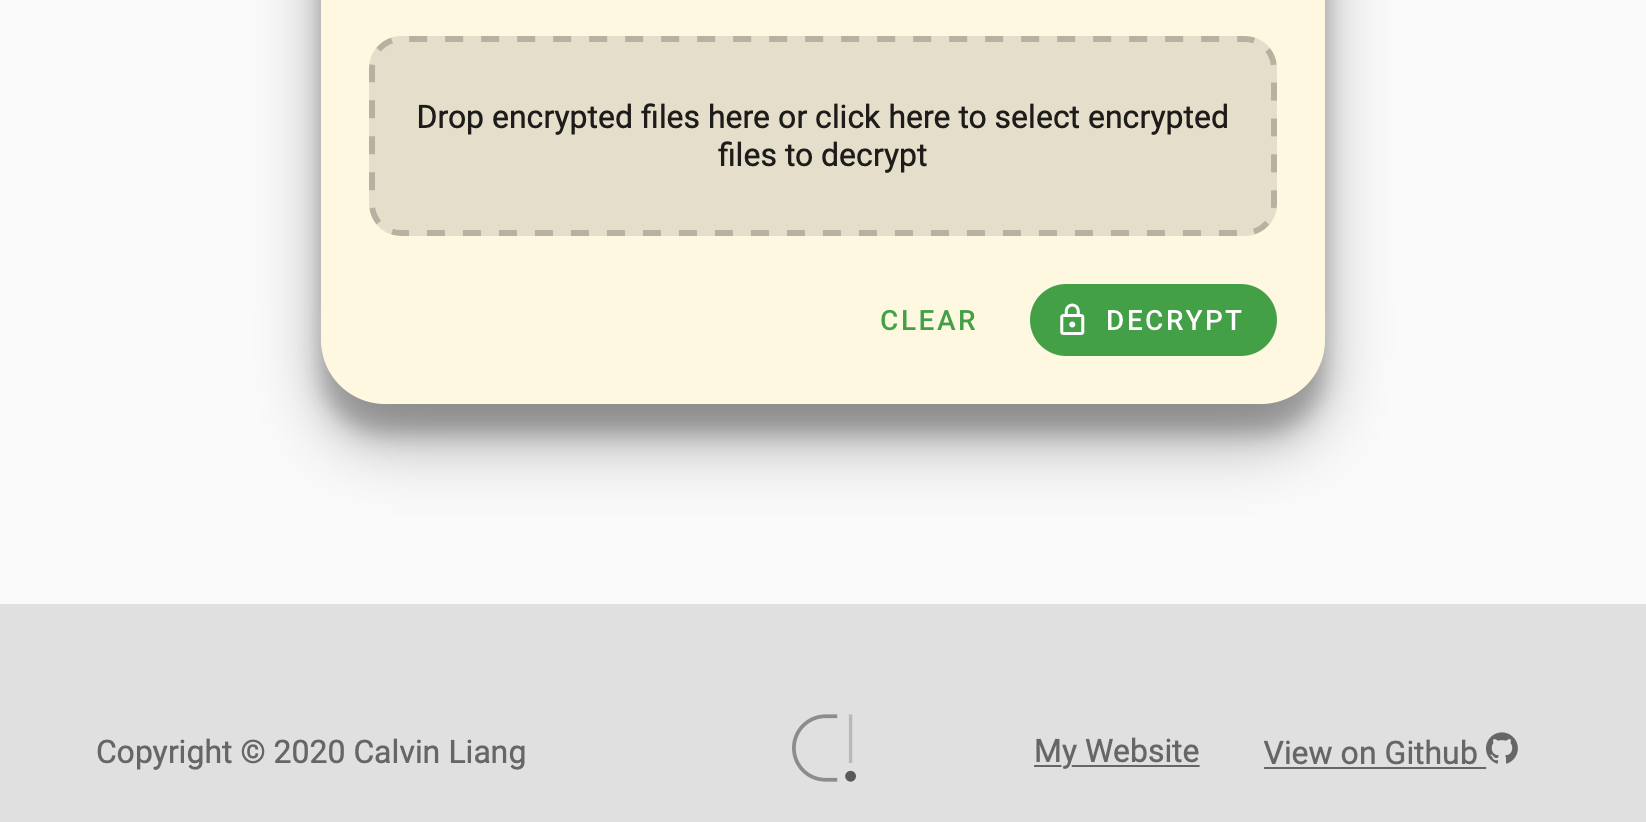 Drop encrypted files here or click here to select encrypted
files to decrypt
CLEAR
DECRYPT
Copyright © 2020 Calvin Liang
My Website
View on Github